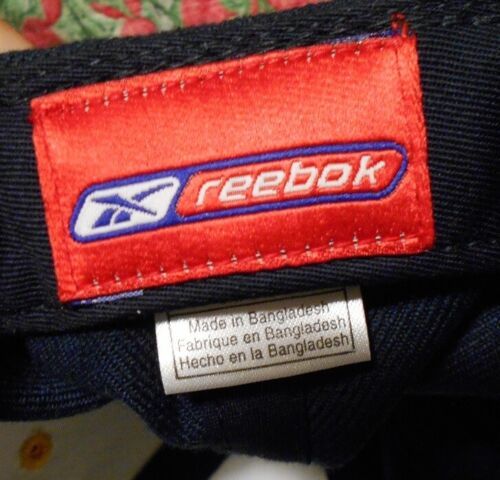 reebok
Made in Bangladesh
Fabrique en Bangladesh
Hecho en la Bangladesh